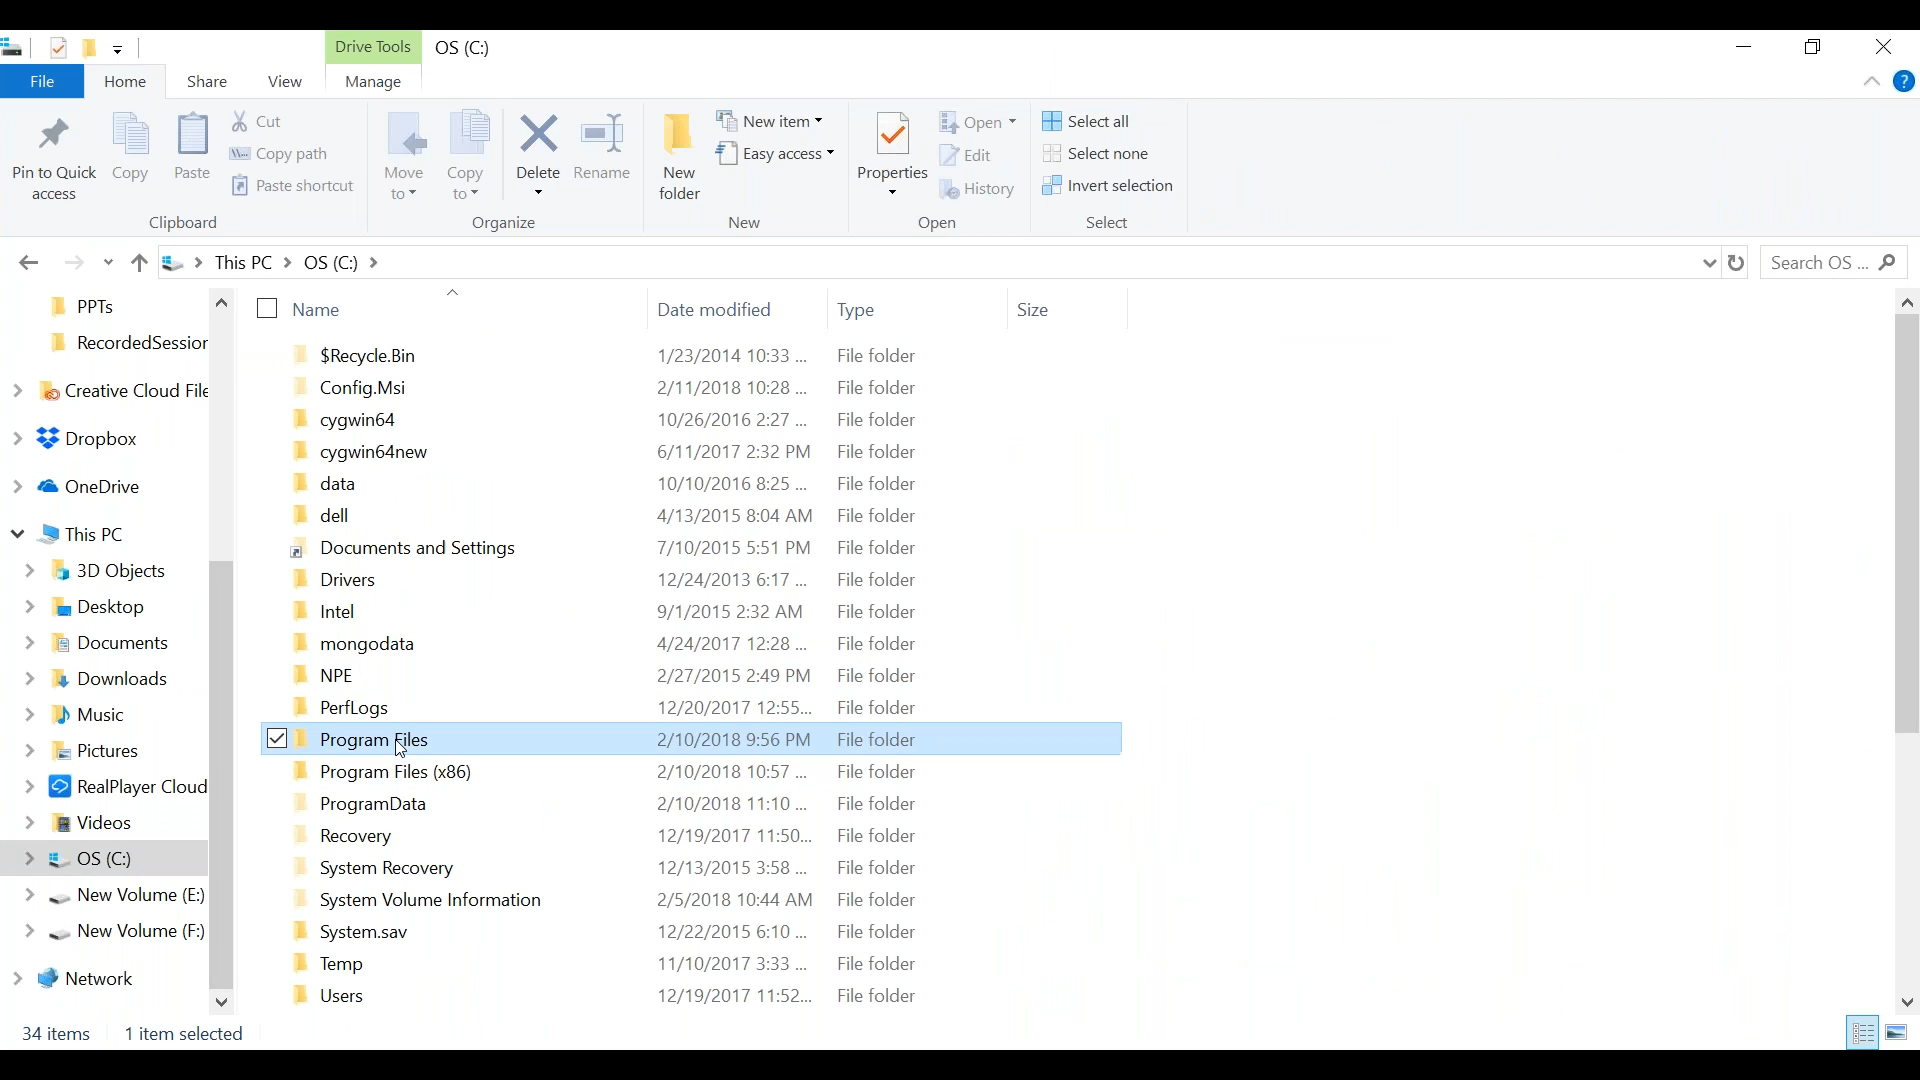 Drive Tools OS (C:)
File Home Share View Manage
Pin to Quick access
Copy
Paste
Cut
Copy path
Paste shortcut
Clipboard
Move to
Copy to
Delete
Rename
Organize
New folder
New item
Easy access
New
Properties
Open
Edit
History
Open
Select all
Select none
Invert selection
Select
This PC OS (C:)
Search OS ...
PPTs
RecordedSession
Creative Cloud File
Dropbox
OneDrive
This PC
3D Objects
Desktop
Documents
Downloads
Music
Pictures
RealPlayer Cloud
Videos
OS (C:)
New Volume (E:)
New Volume (F:)
Network
Name Date modified Type Size
$Recycle.Bin 1/23/2014 10:33 ... File folder
Config.Msi 2/11/2018 10:28 ... File folder
cygwin64 10/26/2016 2:27 ... File folder
cygwin64new 6/11/2017 2:32 PM File folder
data 10/10/2016 8:25 ... File folder
dell 4/13/2015 8:04 AM File folder
Documents and Settings 7/10/2015 5:51 PM File folder
Drivers 12/24/2013 6:17 ... File folder
Intel 9/1/2015 2:32 AM File folder
mongodata 4/24/2017 12:28 ... File folder
NPE 2/27/2015 2:49 PM File folder
PerfLogs 12/20/2017 12:55... File folder
Program Files 2/10/2018 9:56 PM File folder
Program Files (x86) 2/10/2018 10:57 ... File folder
ProgramData 2/10/2018 11:10 ... File folder
Recovery 12/19/2017 11:50... File folder
System Recovery 12/13/2015 3:58 ... File folder
System Volume Information 2/5/2018 10:44 AM File folder
System.sav 12/22/2015 6:10 ... File folder
Temp 11/10/2017 3:33 ... File folder
Users 12/19/2017 11:52... File folder
34 items 1 item selected